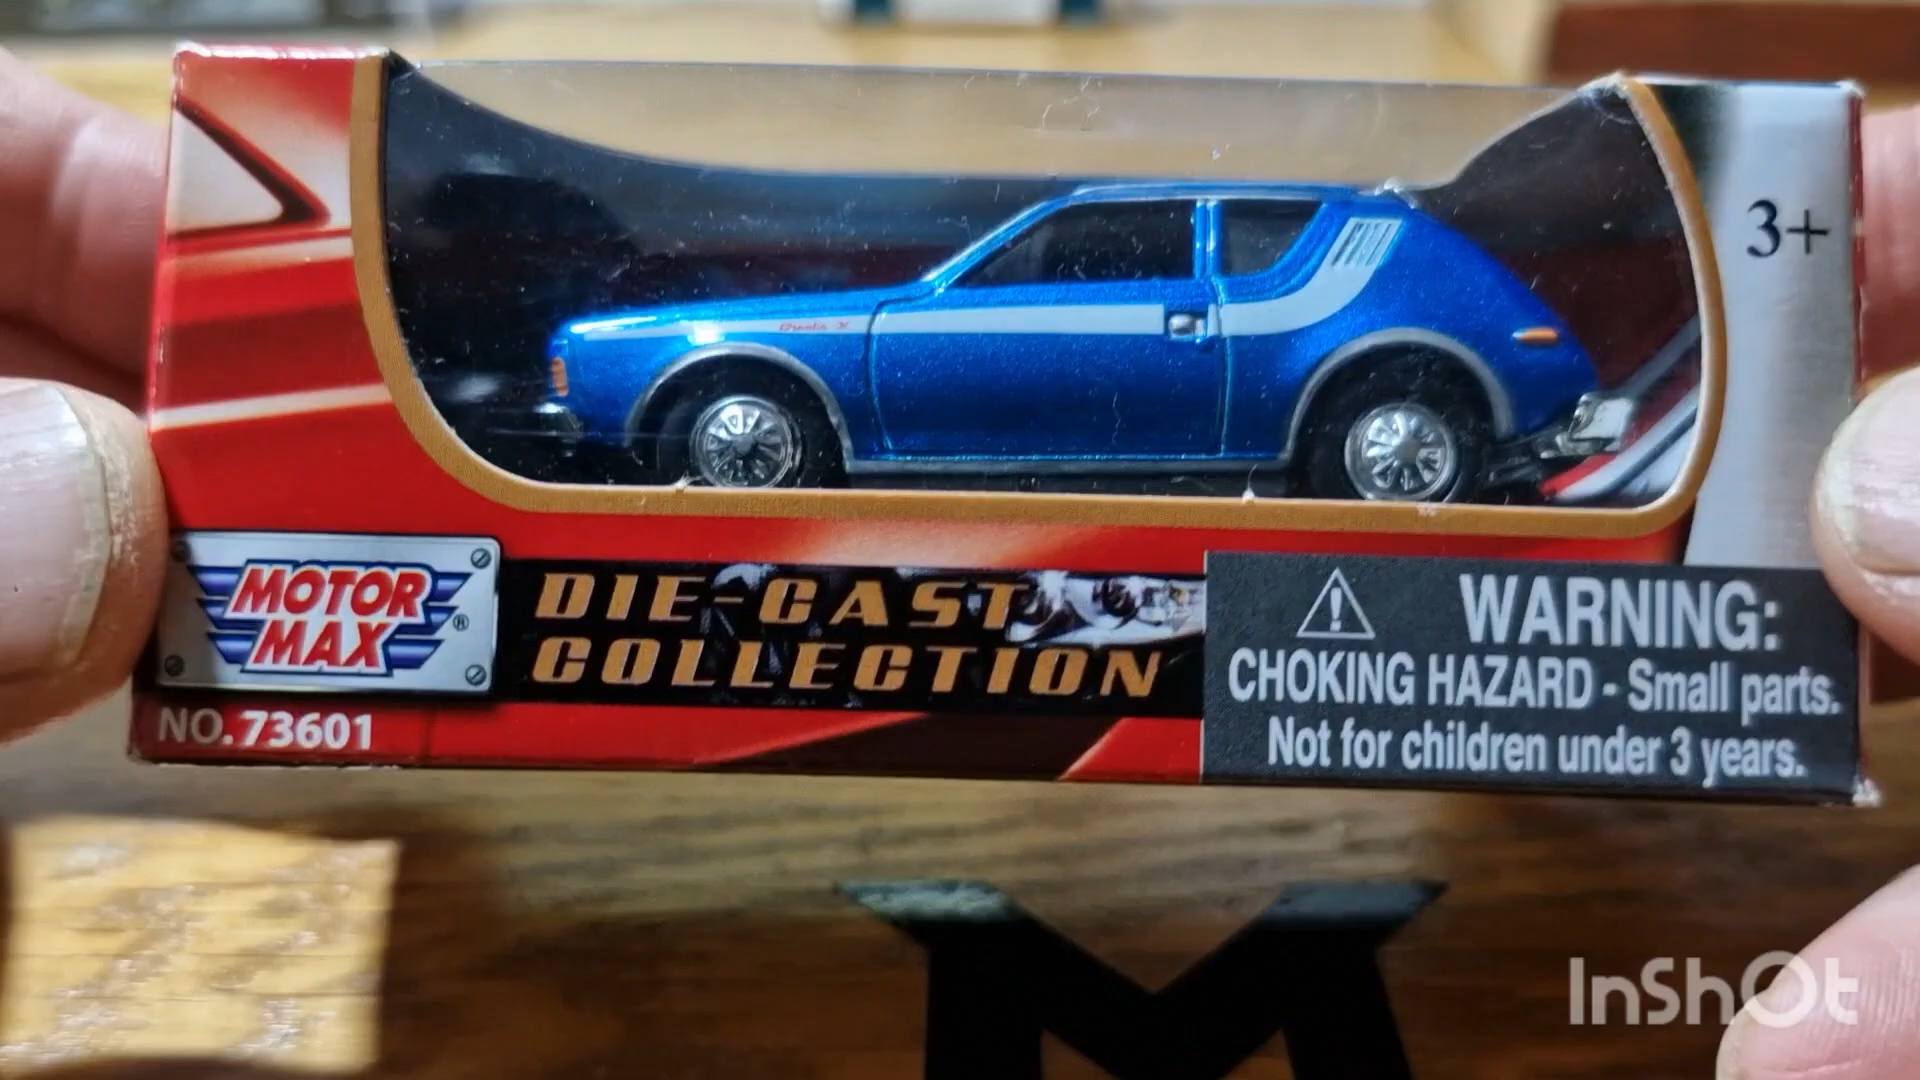 3+
MOTOR
MAX®
DIE-CAST
COLLECTION
NO. 73601
WARNING:
CHOKING HAZARD - Small parts.
Not for children under 3 years.
InShOt